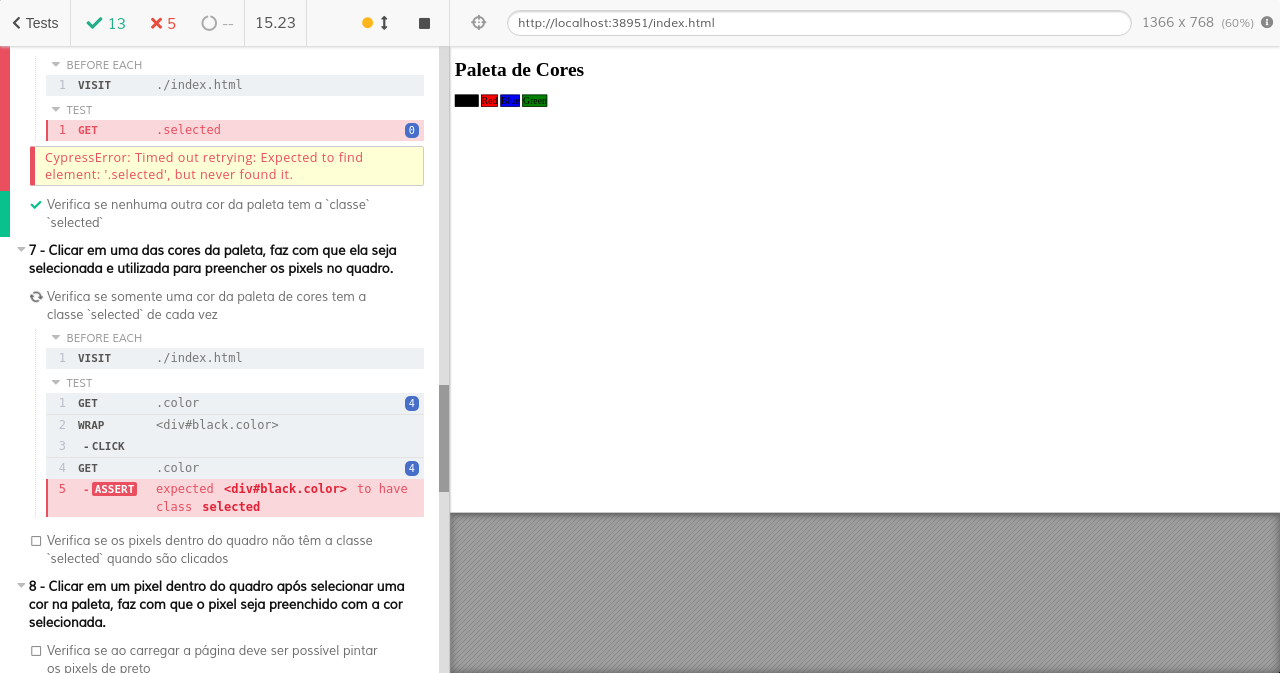 Tests
13
5
--
15.23
http://localhost:38951/index.html
1366 x 768 (60%)
BEFORE EACH
1 VISIT ./index.html
TEST
1 GET .selected 0
CypressError: Timed out retrying: Expected to find
element: '.selected', but never found it.
Verifica se nenhuma outra cor da paleta tem a `classe`
`selected`
7 - Clicar em uma das cores da paleta, faz com que ela seja
selecionada e utilizada para preencher os pixels no quadro.
Verifica se somente uma cor da paleta de cores tem a
classe `selected` de cada vez
BEFORE EACH
1 VISIT ./index.html
TEST
1 GET .color 4
2 WRAP <div#black.color>
3 - CLICK
4 GET .color 4
5 - ASSERT expected <div#black.color> to have
class selected
Verifica se os pixels dentro do quadro não têm a classe
`selected` quando são clicados
8 - Clicar em um pixel dentro do quadro após selecionar uma
cor na paleta, faz com que o pixel seja preenchido com a cor
selecionada.
Verifica se ao carregar a página deve ser possível pintar
os pixels de preto
Paleta de Cores
Red Blue Green